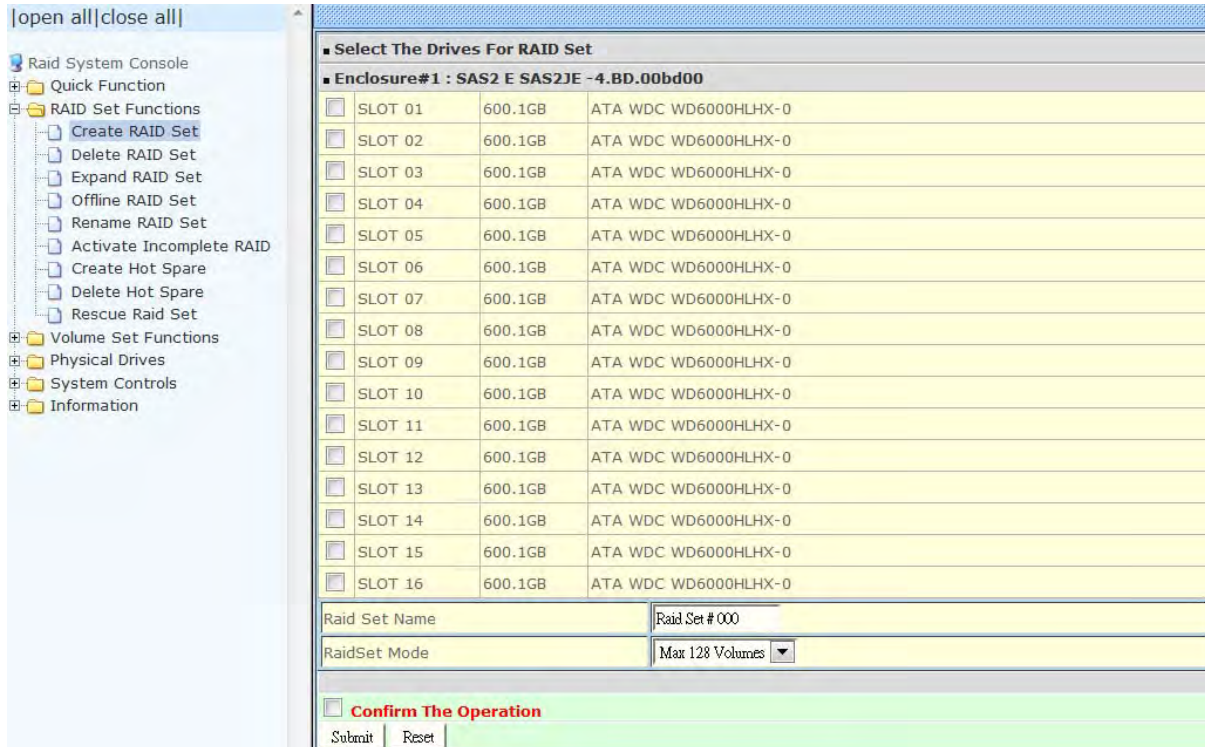 |open all|close all|
Raid System Console
Quick Function
RAID Set Functions
Create RAID Set
Delete RAID Set
Expand RAID Set
Offline RAID Set
Rename RAID Set
Activate Incomplete RAID
Create Hot Spare
Delete Hot Spare
Rescue Raid Set
Volume Set Functions
Physical Drives
System Controls
Information
Select The Drives For RAID Set
Enclosure#1 : SAS2 E SAS2JE -4.BD.00bd00
SLOT 01 600.1GB ATA WDC WD6000HLHX-0
SLOT 02 600.1GB ATA WDC WD6000HLHX-0
SLOT 03 600.1GB ATA WDC WD6000HLHX-0
SLOT 04 600.1GB ATA WDC WD6000HLHX-0
SLOT 05 600.1GB ATA WDC WD6000HLHX-0
SLOT 06 600.1GB ATA WDC WD6000HLHX-0
SLOT 07 600.1GB ATA WDC WD6000HLHX-0
SLOT 08 600.1GB ATA WDC WD6000HLHX-0
SLOT 09 600.1GB ATA WDC WD6000HLHX-0
SLOT 10 600.1GB ATA WDC WD6000HLHX-0
SLOT 11 600.1GB ATA WDC WD6000HLHX-0
SLOT 12 600.1GB ATA WDC WD6000HLHX-0
SLOT 13 600.1GB ATA WDC WD6000HLHX-0
SLOT 14 600.1GB ATA WDC WD6000HLHX-0
SLOT 15 600.1GB ATA WDC WD6000HLHX-0
SLOT 16 600.1GB ATA WDC WD6000HLHX-0
Raid Set Name Raid Set # 000
RaidSet Mode Max 128 Volumes
Confirm The Operation
Submit Reset